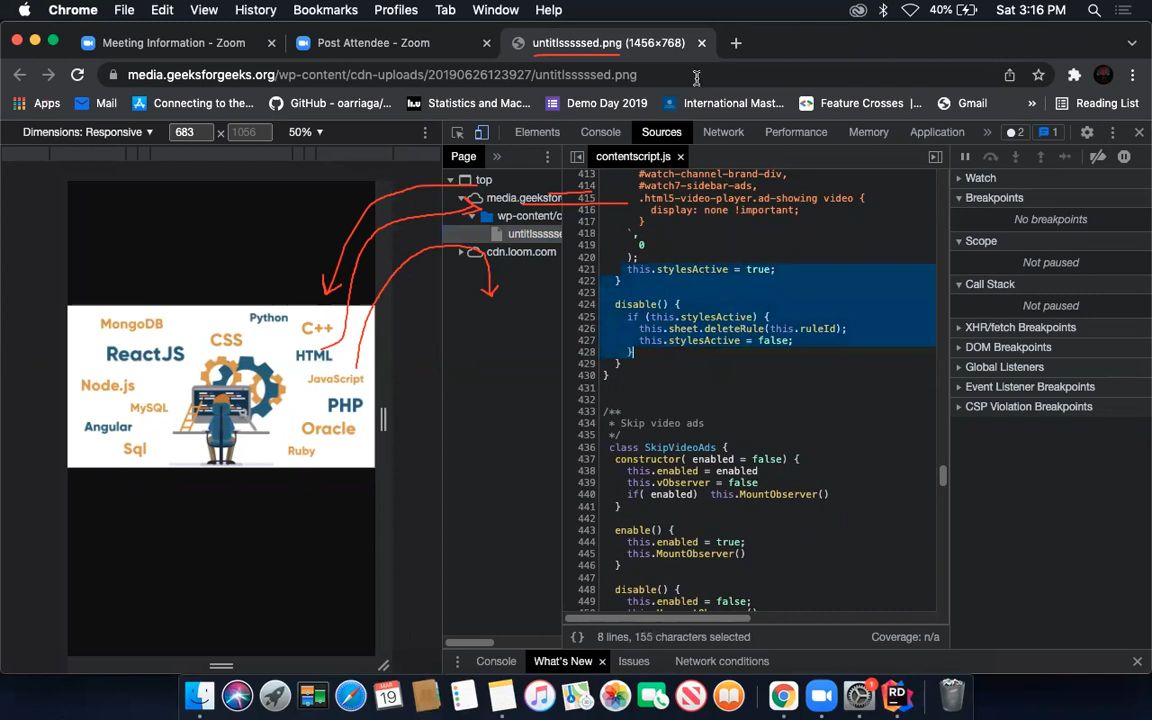 Chrome File Edit View History Bookmarks Profiles Tab Window Help 40% Sat 3:16 PM
Meeting Information - Zoom Post Attendee - Zoom untitlsssssed.png (1456×768)
media.geeksforgeeks.org/wp-content/cdn-uploads/20190626123927/untitlsssssed.png
Apps Mail Connecting to the... GitHub - oarriaga/... Statistics and Mac... Demo Day 2019 International Mast... Feature Crosses |... Gmail » Reading List
Dimensions: Responsive 683 × 1056 50% Elements Console Sources Network Performance Memory Application » 2 1
Page » contentscript.js
top
media.geeksfor
wp-content/c
untitlsssse
cdn.loom.com
413 #watch-channel-brand-div,
414 #watch7-sidebar-ads,
415 .html5-video-player.ad-showing video {
416 display: none !important;
417 }
418 `,
419 0
420 );
421 this.stylesActive = true;
422 }
423
424 disable() {
425 if (this.stylesActive) {
426 this.sheet.deleteRule(this.ruleId);
427 this.stylesActive = false;
428 }
429 }
430 }
431
432
433 /**
434 * Skip video ads
435 */
436 class SkipVideoAds {
437 constructor( enabled = false) {
438 this.enabled = enabled
439 this.vObserver = false
440 if( enabled) this.MountObserver()
441 }
442
443 enable() {
444 this.enabled = true;
445 this.MountObserver()
446 }
447
448 disable() {
449 this.enabled = false;
{} 8 lines, 155 characters selected Coverage: n/a
Watch
Breakpoints
No breakpoints
Scope
Not paused
Call Stack
Not paused
XHR/fetch Breakpoints
DOM Breakpoints
Global Listeners
Event Listener Breakpoints
CSP Violation Breakpoints
MongoDB Python C++
CSS
ReactJS HTML
Node.js JavaScript
MySQL PHP
Angular Oracle
Sql Ruby
Console What's New Issues Network conditions
MAR
19
1
RD